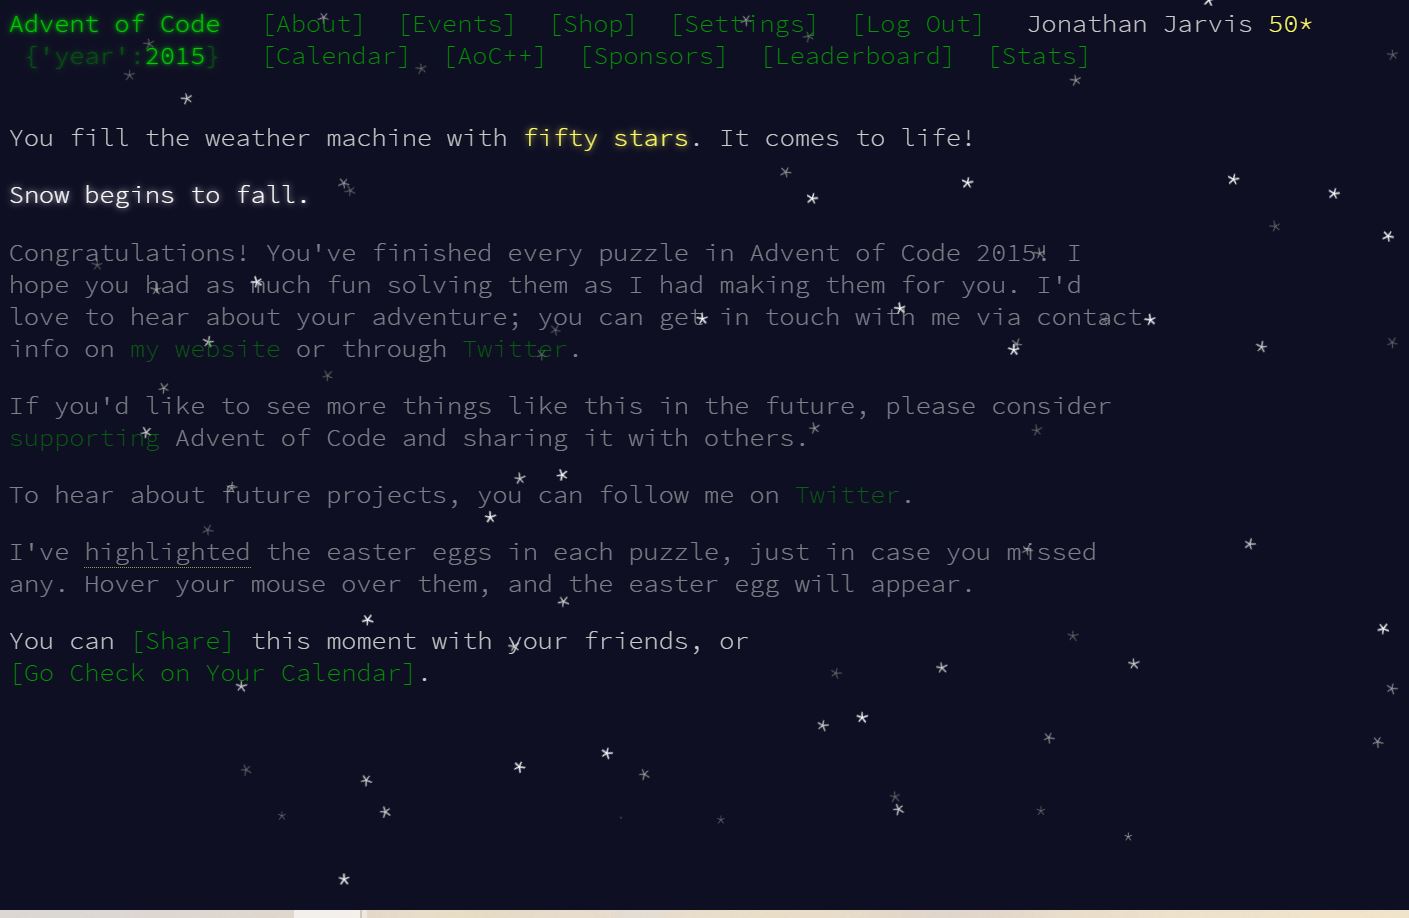 Advent of Code [About] [Events] [Shop] [Settings] [Log Out] Jonathan Jarvis 50*
{'year':2015} [Calendar] [AoC++] [Sponsors] [Leaderboard] [Stats]
You fill the weather machine with fifty stars. It comes to life!
Snow begins to fall.
Congratulations! You've finished every puzzle in Advent of Code 2015! I
hope you had as much fun solving them as I had making them for you. I'd
love to hear about your adventure; you can get in touch with me via contact
info on my website or through Twitter.
If you'd like to see more things like this in the future, please consider
supporting Advent of Code and sharing it with others.
To hear about future projects, you can follow me on Twitter.
I've highlighted the easter eggs in each puzzle, just in case you missed
any. Hover your mouse over them, and the easter egg will appear.
You can [Share] this moment with your friends, or
[Go Check on Your Calendar].